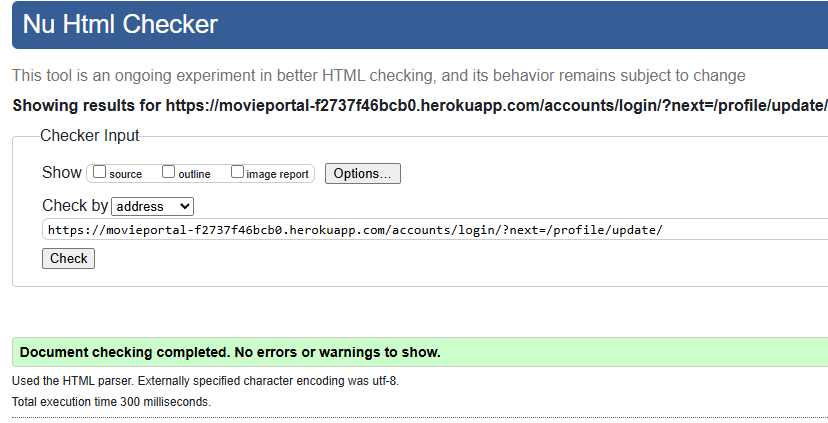 Nu Html Checker
This tool is an ongoing experiment in better HTML checking, and its behavior remains subject to change
Showing results for https://movieportal-f2737f46bcb0.herokuapp.com/accounts/login/?next=/profile/update/
Checker Input
Show source outline image report Options...
Check by address
https://movieportal-f2737f46bcb0.herokuapp.com/accounts/login/?next=/profile/update/
Check
Document checking completed. No errors or warnings to show.
Used the HTML parser. Externally specified character encoding was utf-8.
Total execution time 300 milliseconds.